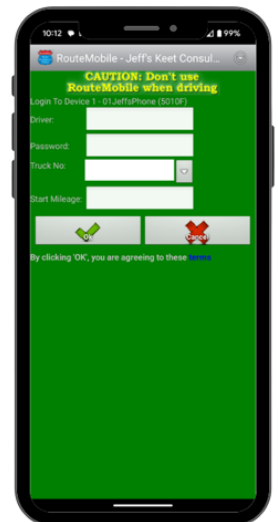 10:12
99%
RouteMobile - Jeff's Keet Consul...
CAUTION: Don't use
RouteMobile when driving
Login To Device 1 - 01JeffsPhone (5010F)
Driver:
Password:
Truck No:
Start Mileage:
Ok
Cancel
By clicking 'OK', you are agreeing to these terms